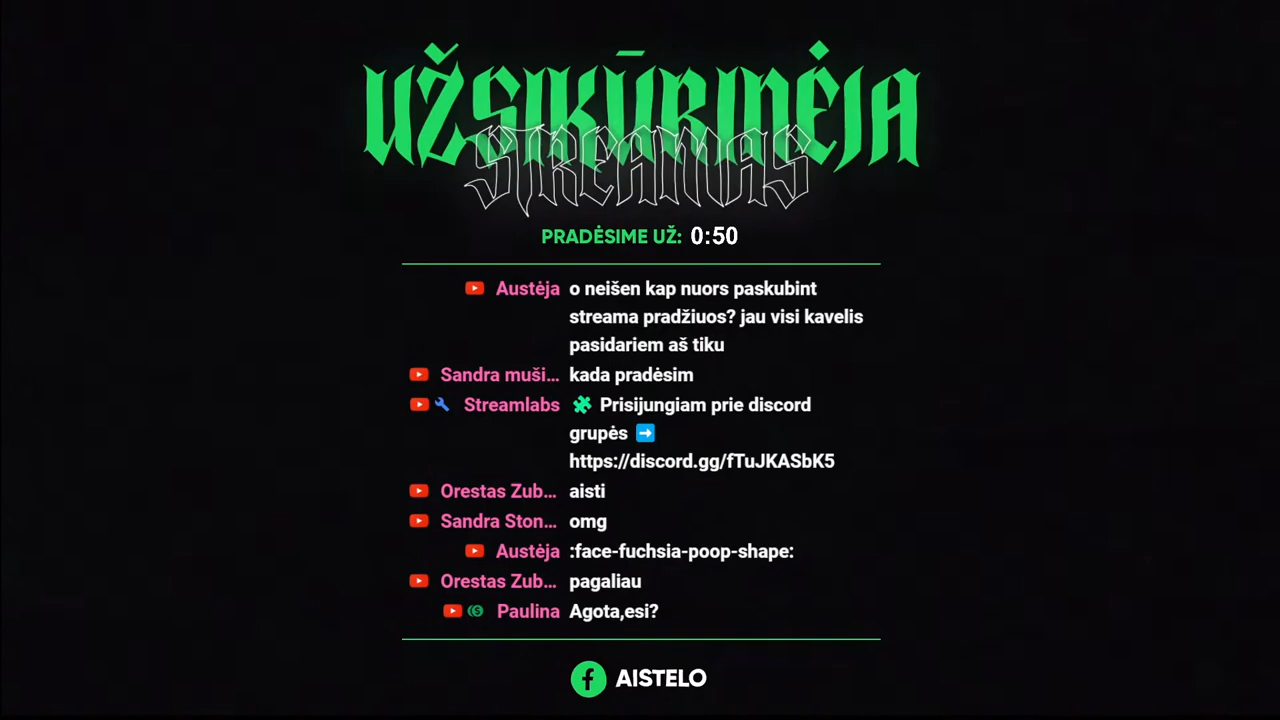 UŽSIKŪRINĖJA
STREAMAS
PRADĖSIME UŽ: 0:50
Austėja o neišen kap nuors paskubint
streama pradžiuos? jau visi kavelis
pasidariem aš tiku
Sandra muši... kada pradėsim
Streamlabs Prisijungiam prie discord
grupės ➡️
https://discord.gg/fTuJKASbK5
Orestas Zub... aisti
Sandra Ston... omg
Austėja :face-fuchsia-poop-shape:
Orestas Zub... pagaliau
Paulina Agota,esi?
AISTELO